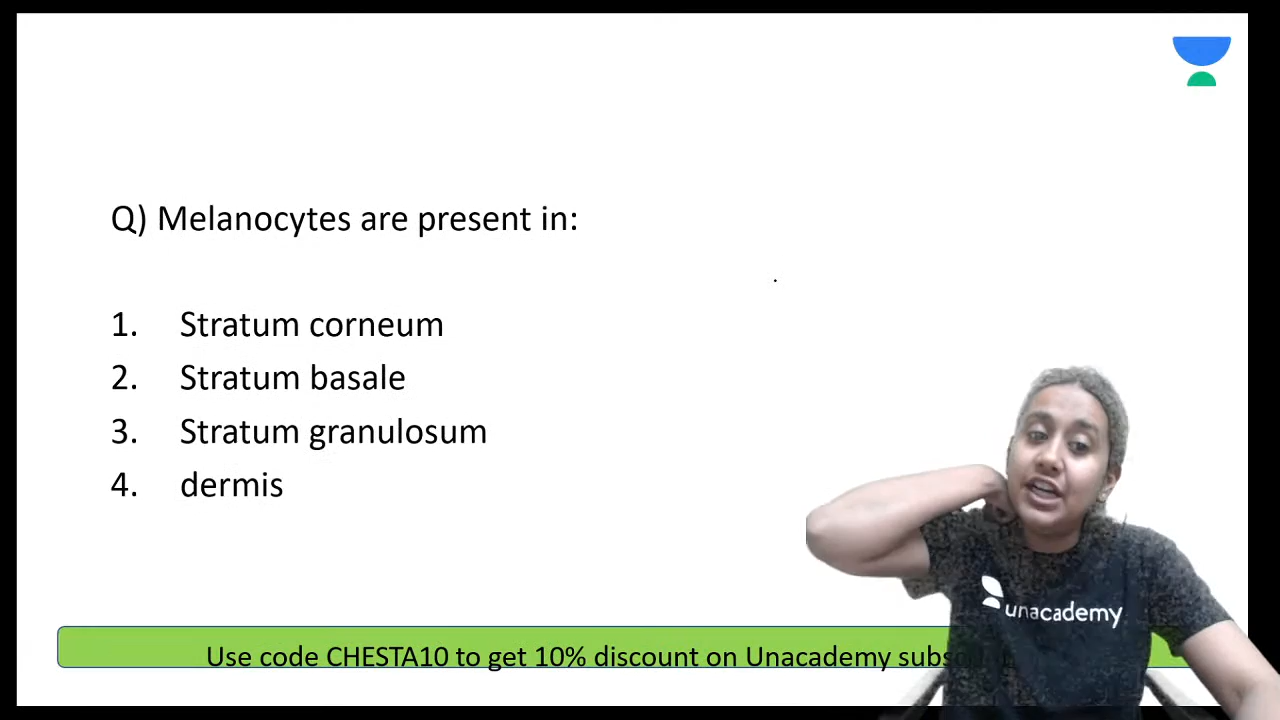 Q) Melanocytes are present in:
1. Stratum corneum
2. Stratum basale
3. Stratum granulosum
4. dermis
unacademy
Use code CHESTA10 to get 10% discount on Unacademy